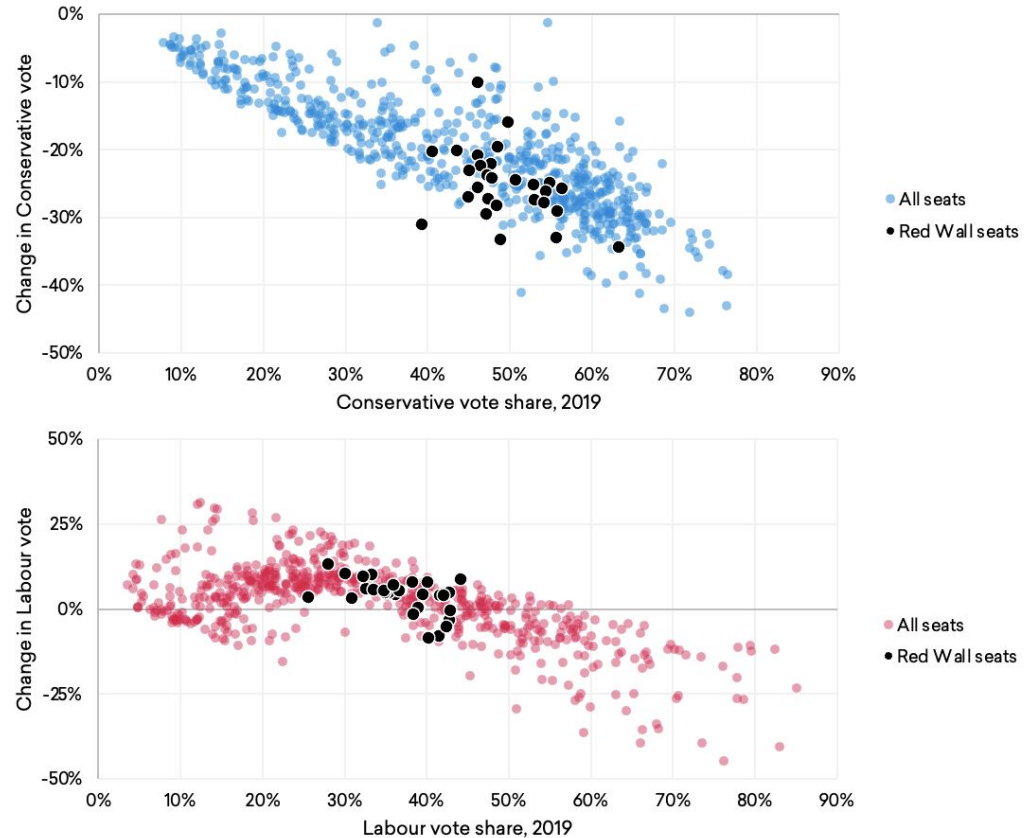 Change in Conservative vote
0%
-10%
-20%
-30%
-40%
-50%
0% 10% 20% 30% 40% 50% 60% 70% 80% 90%
Conservative vote share, 2019
All seats
Red Wall seats
Change in Labour vote
50%
25%
0%
-25%
-50%
0% 10% 20% 30% 40% 50% 60% 70% 80% 90%
Labour vote share, 2019
All seats
Red Wall seats